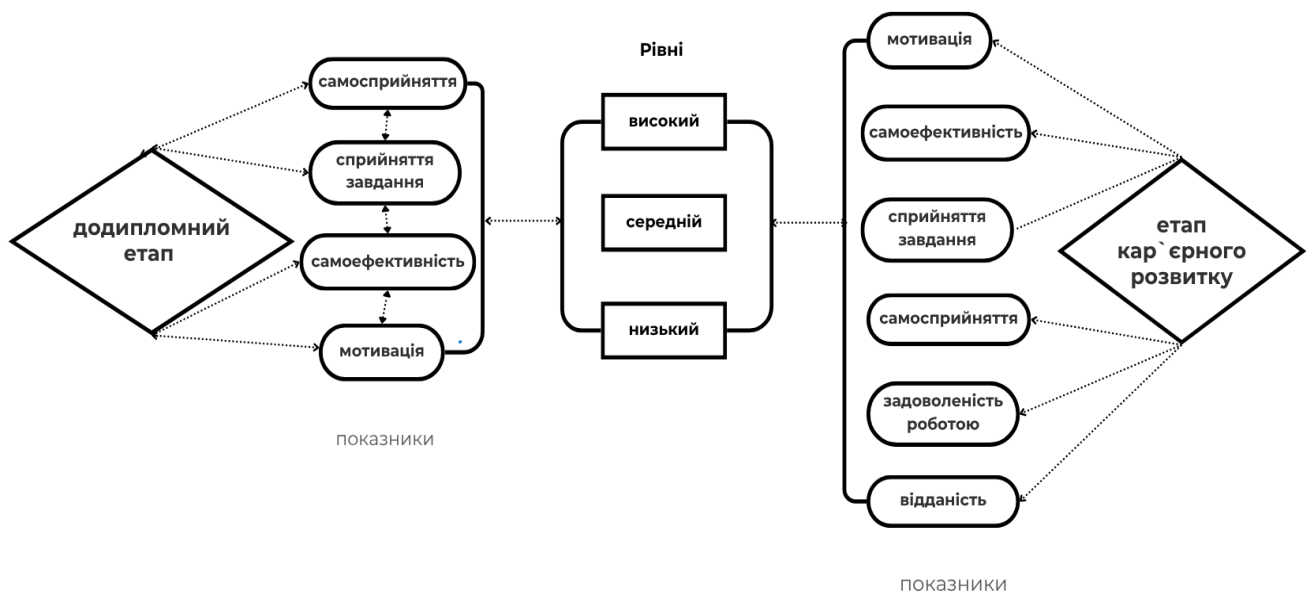 додипломний
етап
самосприйняття
сприйняття
завдання
самоефективність
мотивація
показники
Рівні
високий
середній
низький
мотивація
самоефективність
сприйняття
завдання
самосприйняття
задоволеність
роботою
відданість
показники
етап
кар`єрного
розвитку